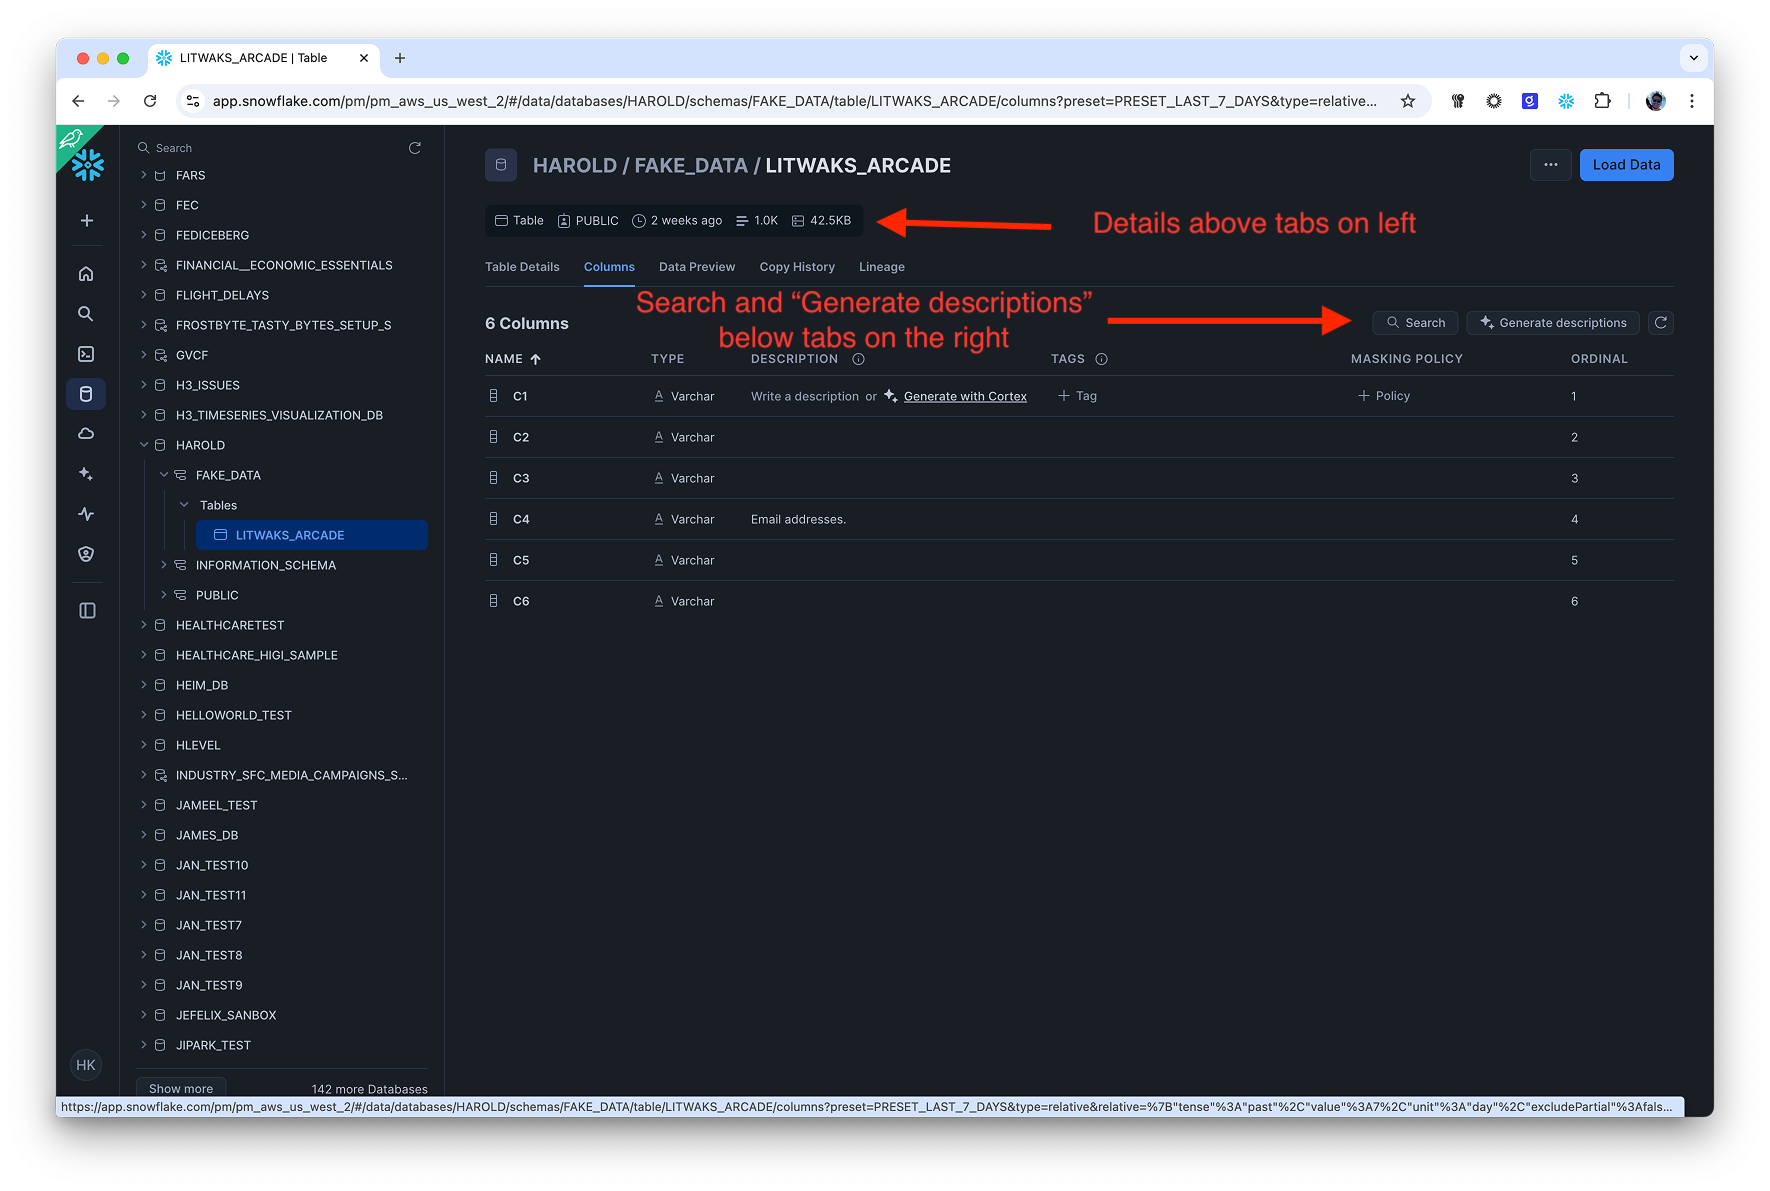 LITWAKS_ARCADE | Table
app.snowflake.com/pm/pm_aws_us_west_2/#/data/databases/HAROLD/schemas/FAKE_DATA/table/LITWAKS_ARCADE/columns?preset=PRESET_LAST_7_DAYS&type=relative...
Search
FARS
FEC
FEDICEBERG
FINANCIAL__ECONOMIC_ESSENTIALS
FLIGHT_DELAYS
FROSTBYTE_TASTY_BYTES_SETUP_S
GVCF
H3_ISSUES
H3_TIMESERIES_VISUALIZATION_DB
HAROLD
FAKE_DATA
Tables
LITWAKS_ARCADE
INFORMATION_SCHEMA
PUBLIC
HEALTHCARETEST
HEALTHCARE_HIGI_SAMPLE
HEIM_DB
HELLOWORLD_TEST
HLEVEL
INDUSTRY_SFC_MEDIA_CAMPAIGNS_S...
JAMEEL_TEST
JAMES_DB
JAN_TEST10
JAN_TEST11
JAN_TEST7
JAN_TEST8
JAN_TEST9
JEFELIX_SANBOX
JIPARK_TEST
Show more 142 more Databases
HK
HAROLD / FAKE_DATA / LITWAKS_ARCADE
... Load Data
Table PUBLIC 2 weeks ago 1.0K 42.5KB
Details above tabs on left
Table Details Columns Data Preview Copy History Lineage
Search and “Generate descriptions”
below tabs on the right
6 Columns
Search Generate descriptions
NAME TYPE DESCRIPTION TAGS MASKING POLICY ORDINAL
C1 A Varchar Write a description or Generate with Cortex + Tag + Policy 1
C2 A Varchar 2
C3 A Varchar 3
C4 A Varchar Email addresses. 4
C5 A Varchar 5
C6 A Varchar 6
https://app.snowflake.com/pm/pm_aws_us_west_2/#/data/databases/HAROLD/schemas/FAKE_DATA/table/LITWAKS_ARCADE/columns?preset=PRESET_LAST_7_DAYS&type=relative&relative=%7B"tense"%3A"past"%2C"value"%3A7%2C"unit"%3A"day"%2C"excludePartial"%3Afals...